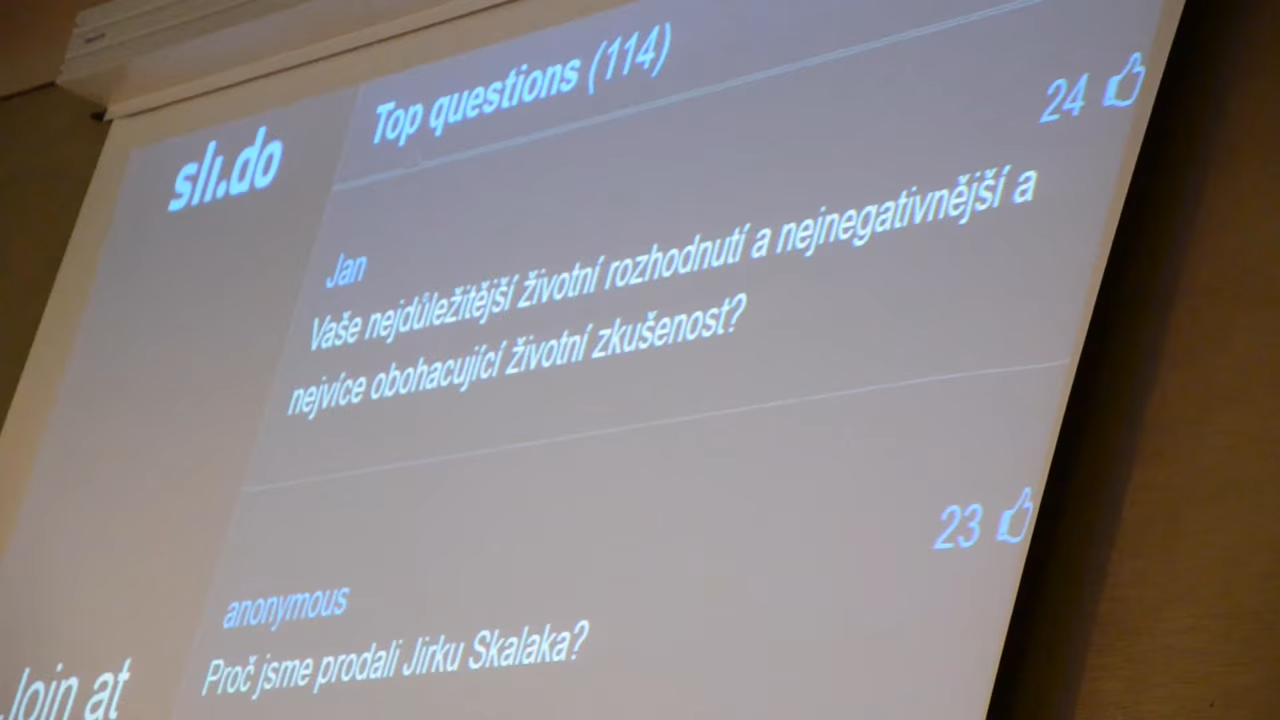 sli.do
Top questions (114)
24
Jan
Vaše nejdůležitější životní rozhodnutí a nejnegativnější a
nejvíce obohacující životní zkušenost?
23
anonymous
Proč jsme prodali Jirku Skalaka?
Join at